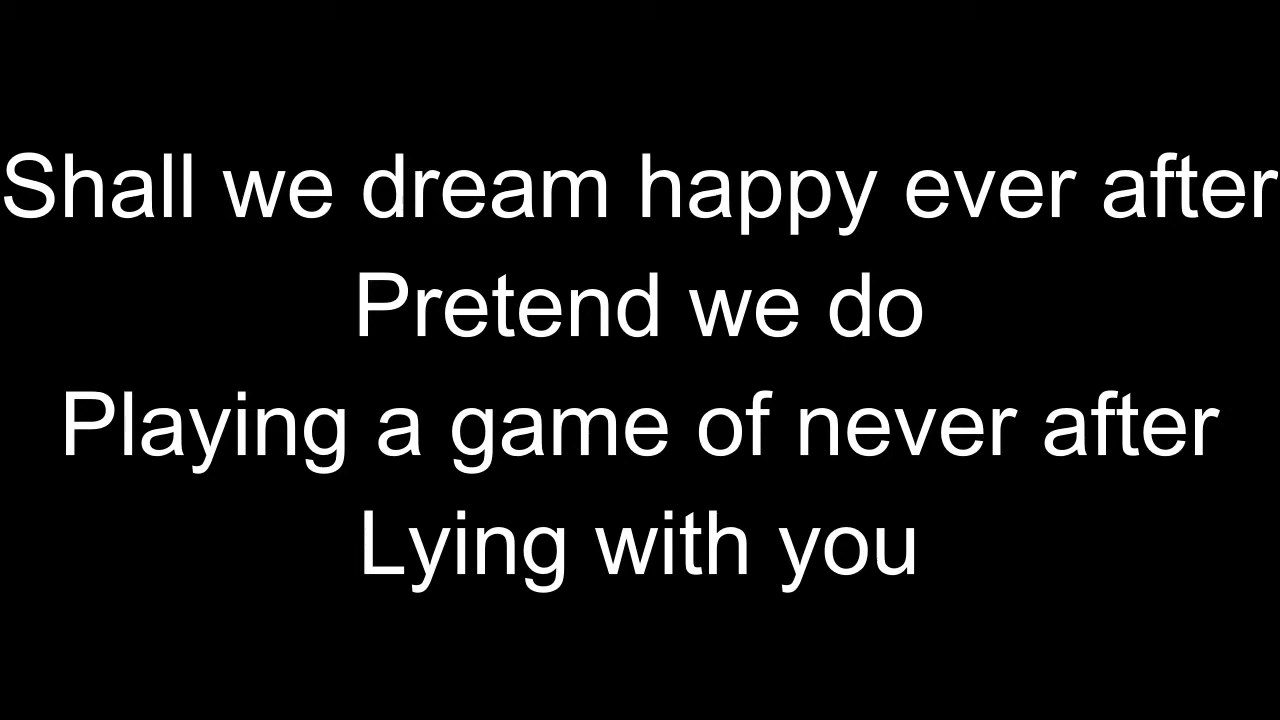 Shall we dream happy ever after
Pretend we do
Playing a game of never after
Lying with you